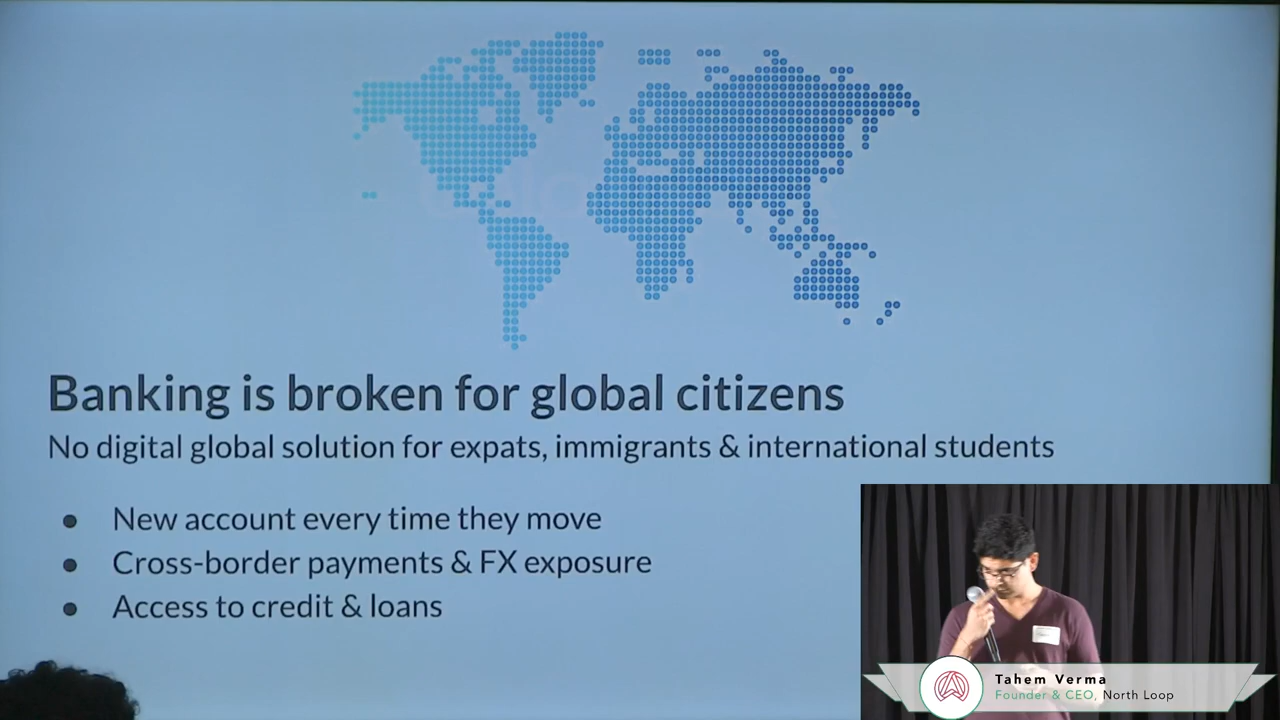 Banking is broken for global citizens
No digital global solution for expats, immigrants & international students
● New account every time they move
● Cross-border payments & FX exposure
● Access to credit & loans
Tahem Verma
Founder & CEO, North Loop